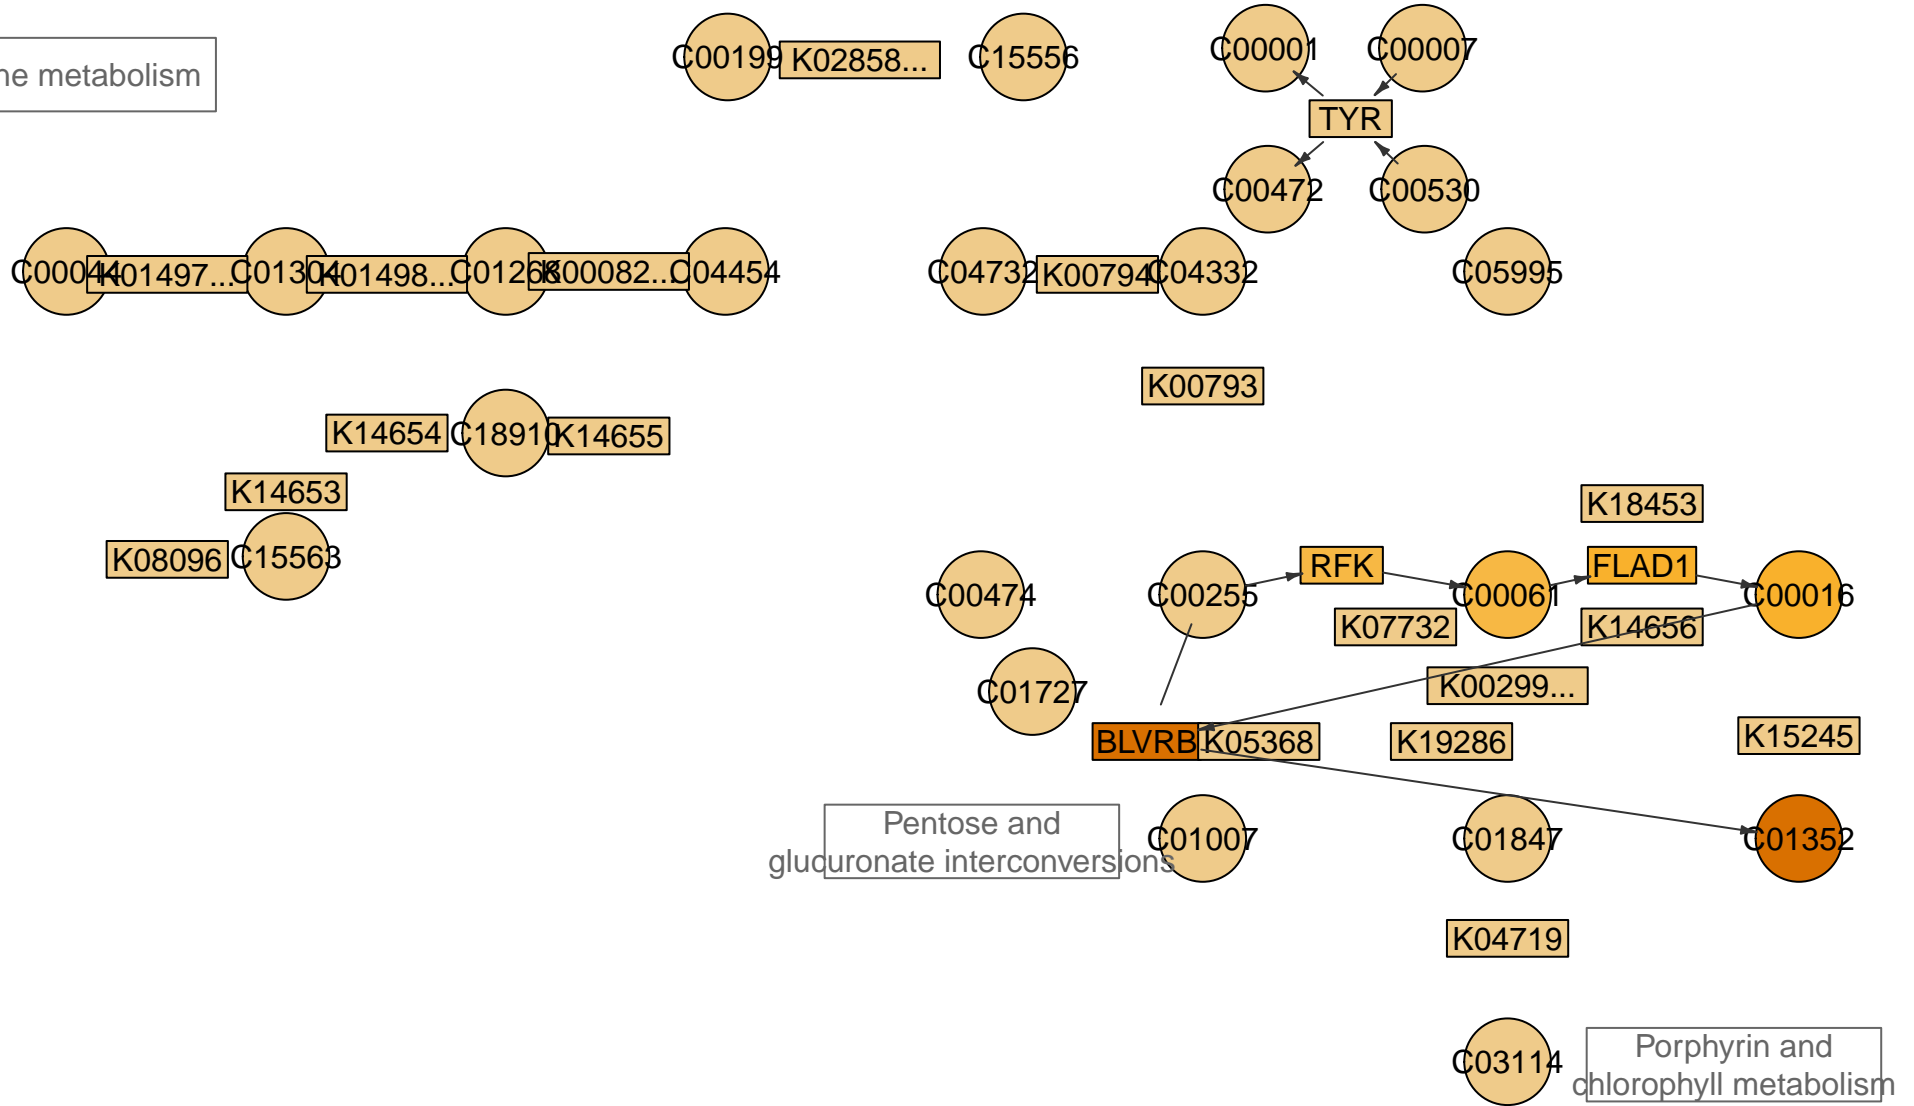 ne metabolism
C00199
K02858...
C15556
C00001
C00007
TYR
C00472
C00530
C00044
K01497...
C01304
K01498...
C01268
K00082...
C04454
C04732
K00794
C04332
C05995
K00793
K14654
C18910
K14655
K14653
K08096
C15563
K18453
C00474
C00255
RFK
C00061
FLAD1
C00016
K07732
K14656
C01727
K00299...
BLVRB
K05368
K19286
K15245
Pentose and
glucuronate interconversions
C01007
C01847
C01352
K04719
C03114
Porphyrin and
chlorophyll metabolism